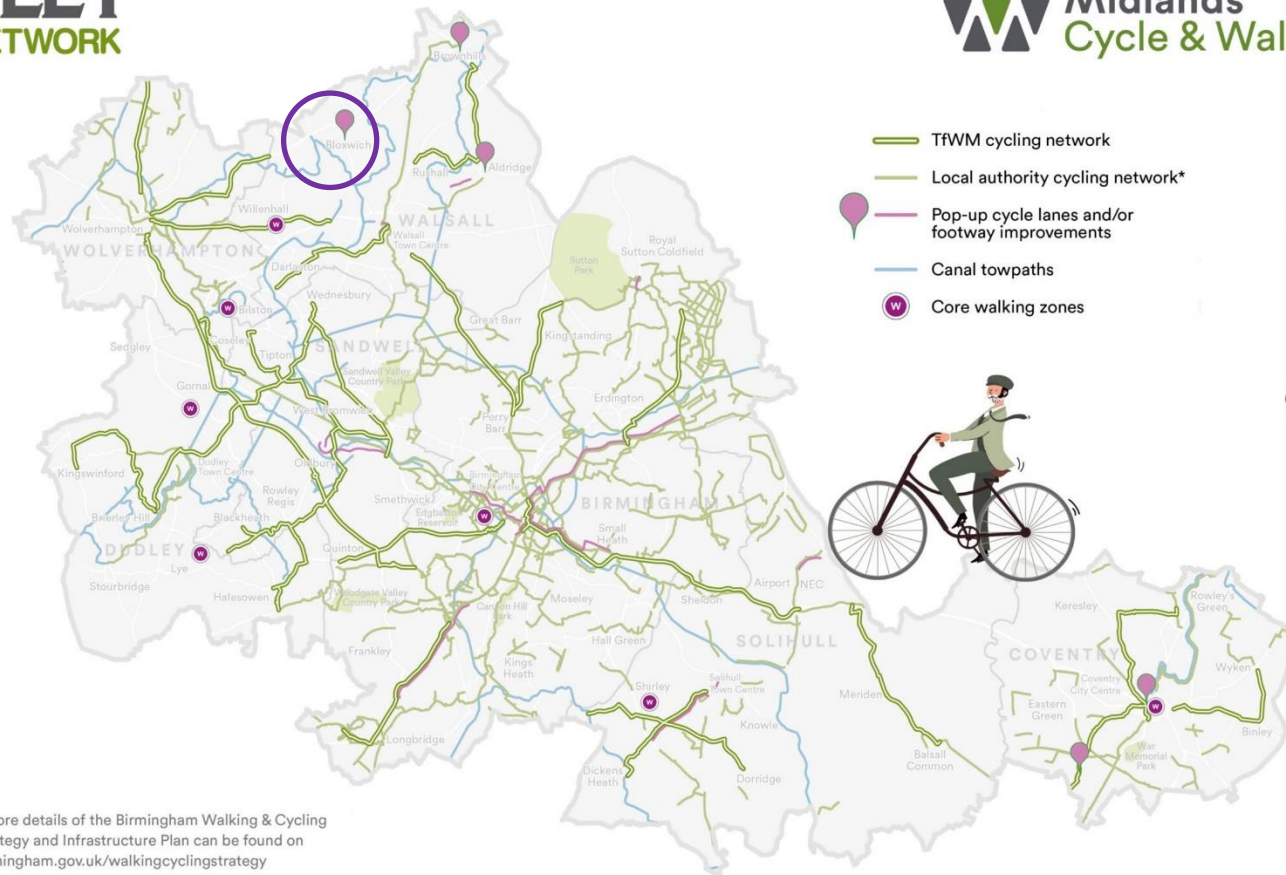 ETWORK
Midlands
Cycle & Wal
TfWM cycling network
Local authority cycling network*
Pop-up cycle lanes and/or
footway improvements
Canal towpaths
W
Core walking zones
Brownhills
Bloxwich
Rushall
Aldridge
Willenhall
W
Wolverhampton
WALSALL
Walsall
Town Centre
WOLVERHAMPTON
Darlaston
Royal
Sutton Coldfield
Sutton
Park
Wednesbury
W
Bilston
Great Barr
Coseley
Kingstanding
Sedgley
Tipton
SANDWELL
Sandwell Valley
Country Park
Gornal
W
West Bromwich
Erdington
Perry
Barr
Kingswinford
Dudley
Town Centre
Oldbury
Birmingham
City Centre
Rowley
Regis
Smethwick
BIRMINGHAM
Edgbaston
Reservoir
W
Brierley Hill
Blackheath
Small
Heath
DUDLEY
W
Lye
Quinton
Stourbridge
Halesowen
Woodgate Valley
Country Park
Cannon Hill
Park
Moseley
Sheldon
Airport
NEC
Keresley
Rowley's
Green
Hall Green
SOLIHULL
Frankley
Kings
Heath
COVENTRY
Wyken
Shirley
W
Solihull
Town Centre
Meriden
Coventry
City Centre
W
Eastern
Green
Knowle
Longbridge
Binley
War
Memorial
Park
Balsall
Common
Dickens
Heath
Dorridge
ore details of the Birmingham Walking & Cycling
tegy and Infrastructure Plan can be found on
mingham.gov.uk/walkingcyclingstrategy